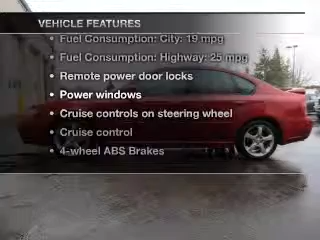 VEHICLE FEATURES
• Fuel Consumption: City: 19 mpg
• Fuel Consumption: Highway: 25 mpg
• Remote power door locks
• Power windows
• Cruise controls on steering wheel
• Cruise control
• 4-wheel ABS Brakes